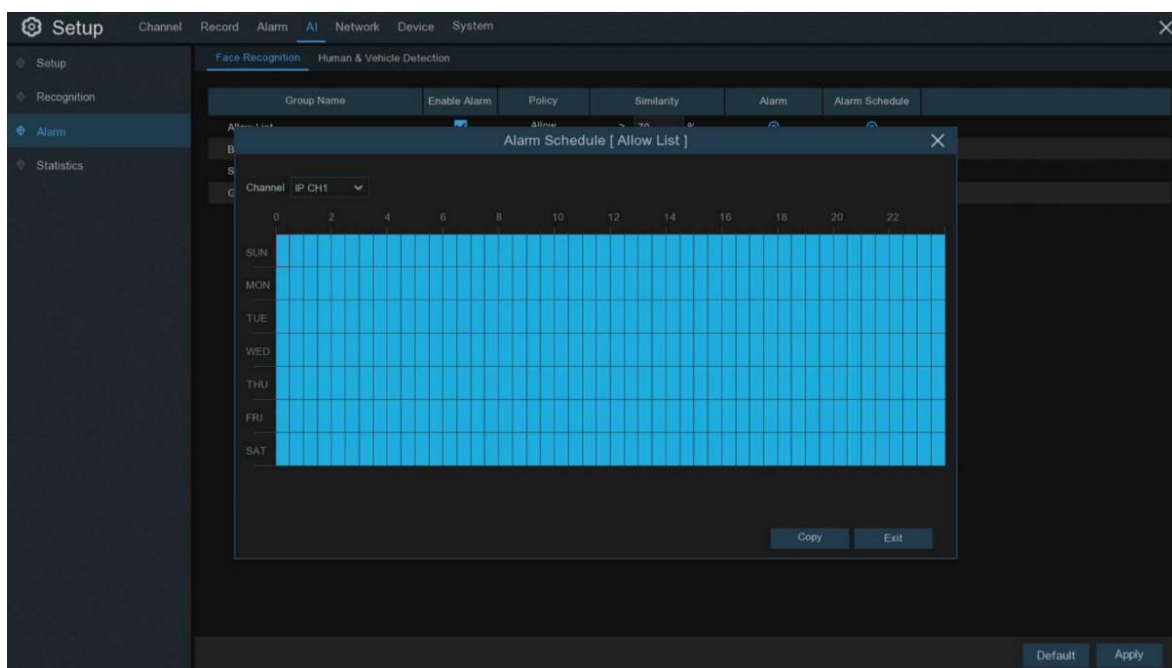 Setup Channel Record Alarm AI Network Device System
Setup
Recognition
Alarm
Statistics
Face Recognition Human & Vehicle Detection
Group Name Enable Alarm Policy Similarity Alarm Alarm Schedule
Alarm Schedule [ Allow List ]
Channel IP CH1
0 2 4 6 8 10 12 14 16 18 20 22
SUN
MON
TUE
WED
THU
FRI
SAT
Copy Exit
Default Apply